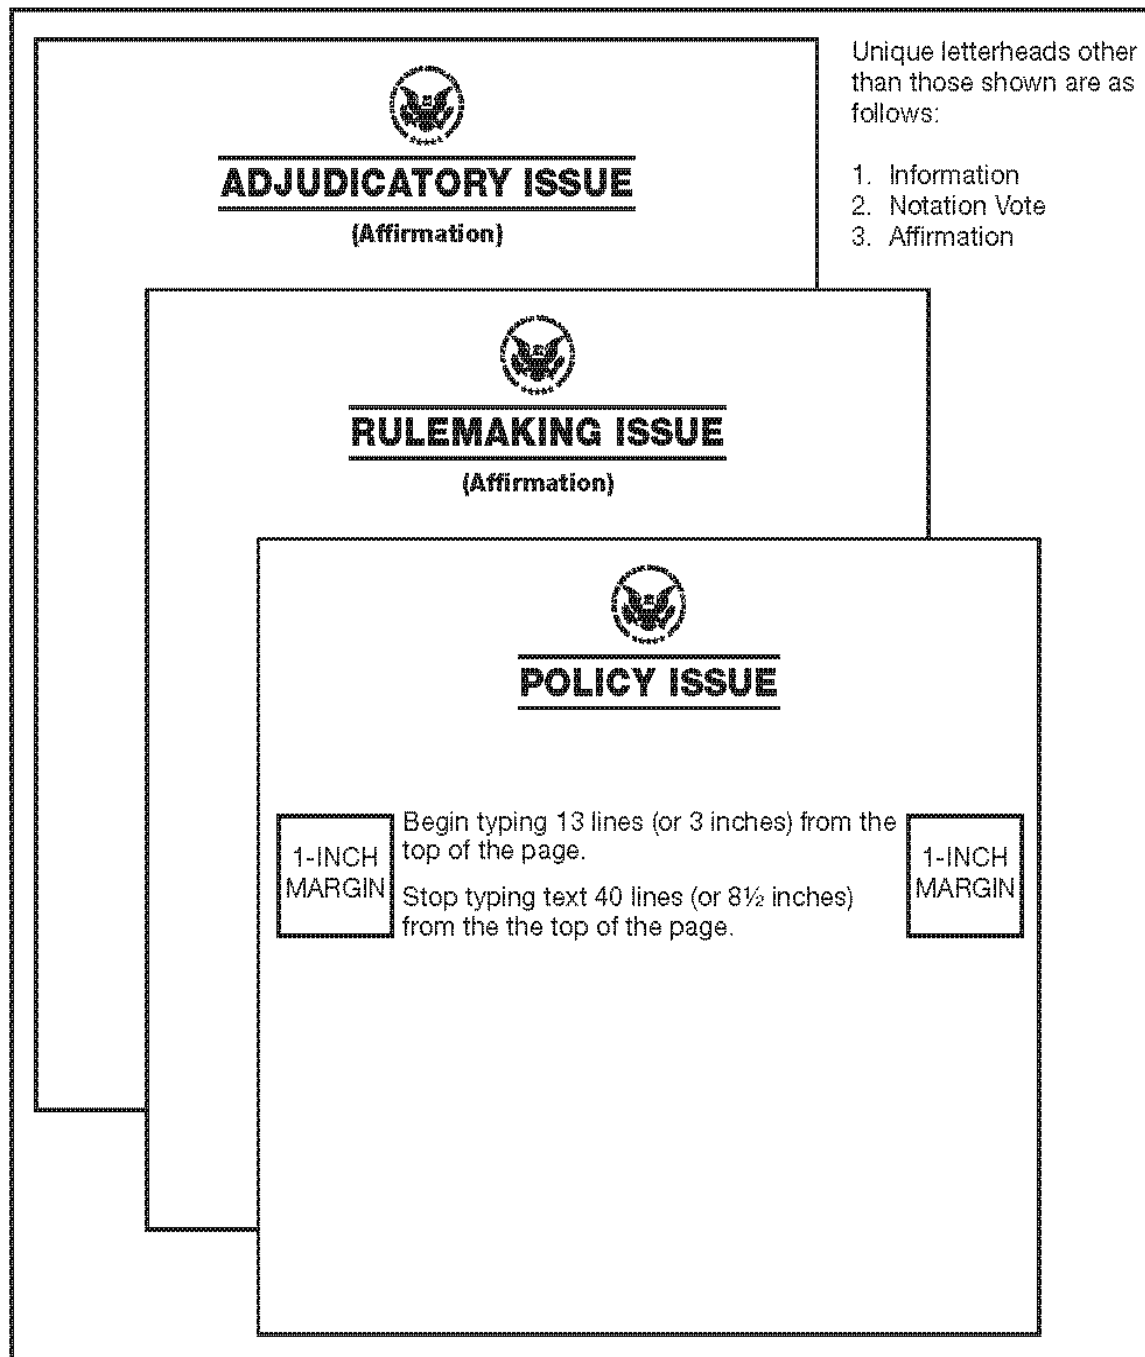 Unique letterheads other
than those shown are as
follows:
1. Information
2. Notation Vote
3. Affirmation
ADJUDICATORY ISSUE
(Affirmation)
RULEMAKING ISSUE
(Affirmation)
POLICY ISSUE
1-INCH
MARGIN
Begin typing 13 lines (or 3 inches) from the
top of the page.
Stop typing text 40 lines (or 8½ inches)
from the the top of the page.
1-INCH
MARGIN